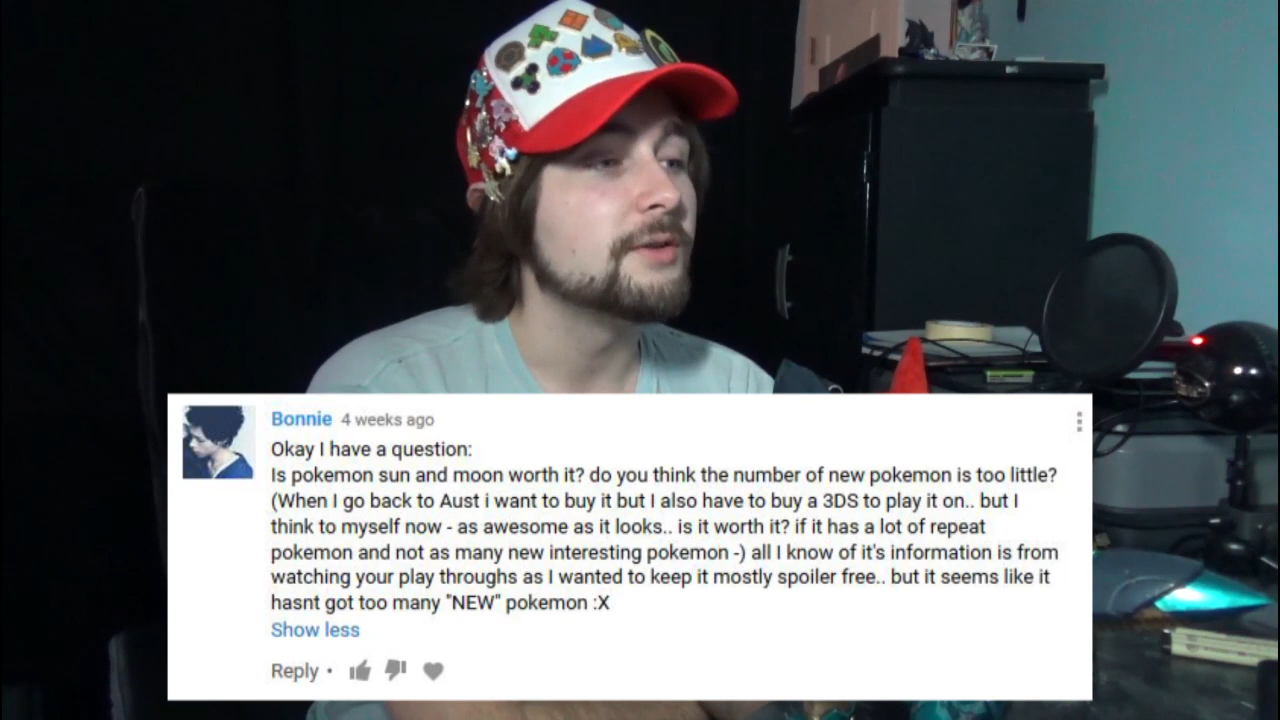 Bonnie 4 weeks ago
Okay I have a question:
Is pokemon sun and moon worth it? do you think the number of new pokemon is too little?
(When I go back to Aust i want to buy it but I also have to buy a 3DS to play it on.. but I
think to myself now - as awesome as it looks.. is it worth it? if it has a lot of repeat
pokemon and not as many new interesting pokemon -) all I know of it's information is from
watching your play throughs as I wanted to keep it mostly spoiler free.. but it seems like it
hasnt got too many "NEW" pokemon :X
Show less
Reply •